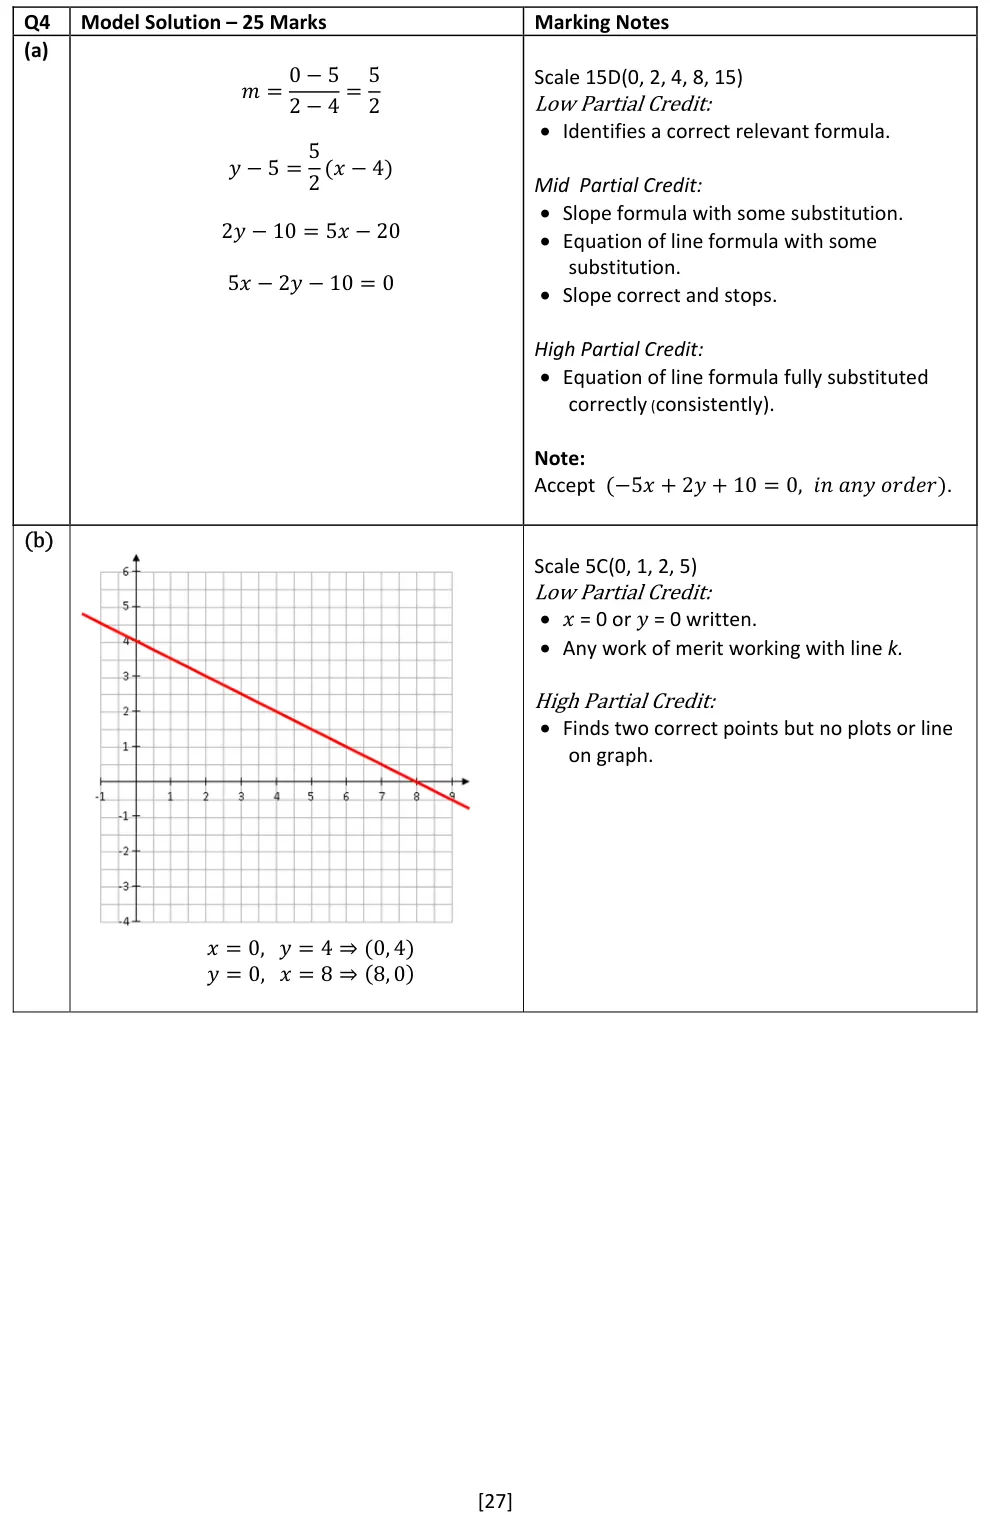 Q4 Model Solution – 25 Marks Marking Notes
(a)
m = \frac{0 − 5}{2 − 4} = \frac{5}{2}
y − 5 = \frac{5}{2}(x − 4)
2y − 10 = 5x − 20
5x − 2y − 10 = 0
Scale 15D(0, 2, 4, 8, 15)
Low Partial Credit:
• Identifies a correct relevant formula.
Mid Partial Credit:
• Slope formula with some substitution.
• Equation of line formula with some
substitution.
• Slope correct and stops.
High Partial Credit:
• Equation of line formula fully substituted
correctly (consistently).
Note:
Accept (−5x + 2y + 10 = 0, in any order).
(b)
6
5
4
3
2
1
-1 1 2 3 4 5 6 7 8 9
-1
-2
-3
-4
x = 0, y = 4 ⇒ (0, 4)
y = 0, x = 8 ⇒ (8, 0)
Scale 5C(0, 1, 2, 5)
Low Partial Credit:
• x = 0 or y = 0 written.
• Any work of merit working with line k.
High Partial Credit:
• Finds two correct points but no plots or line
on graph.
[27]